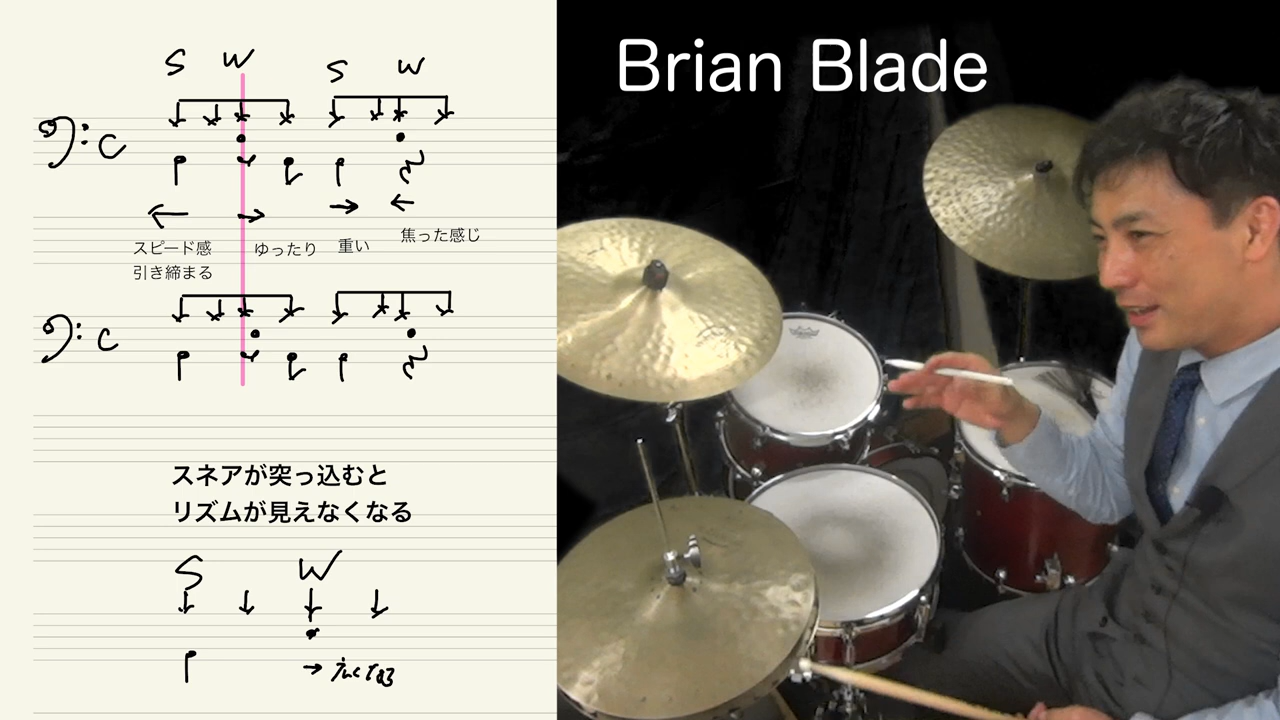 Brian Blade
S W S W
C
スピード感
引き締まる
ゆったり
重い
焦った感じ
C
スネアが突っ込むと
リズムが見えなくなる
S W